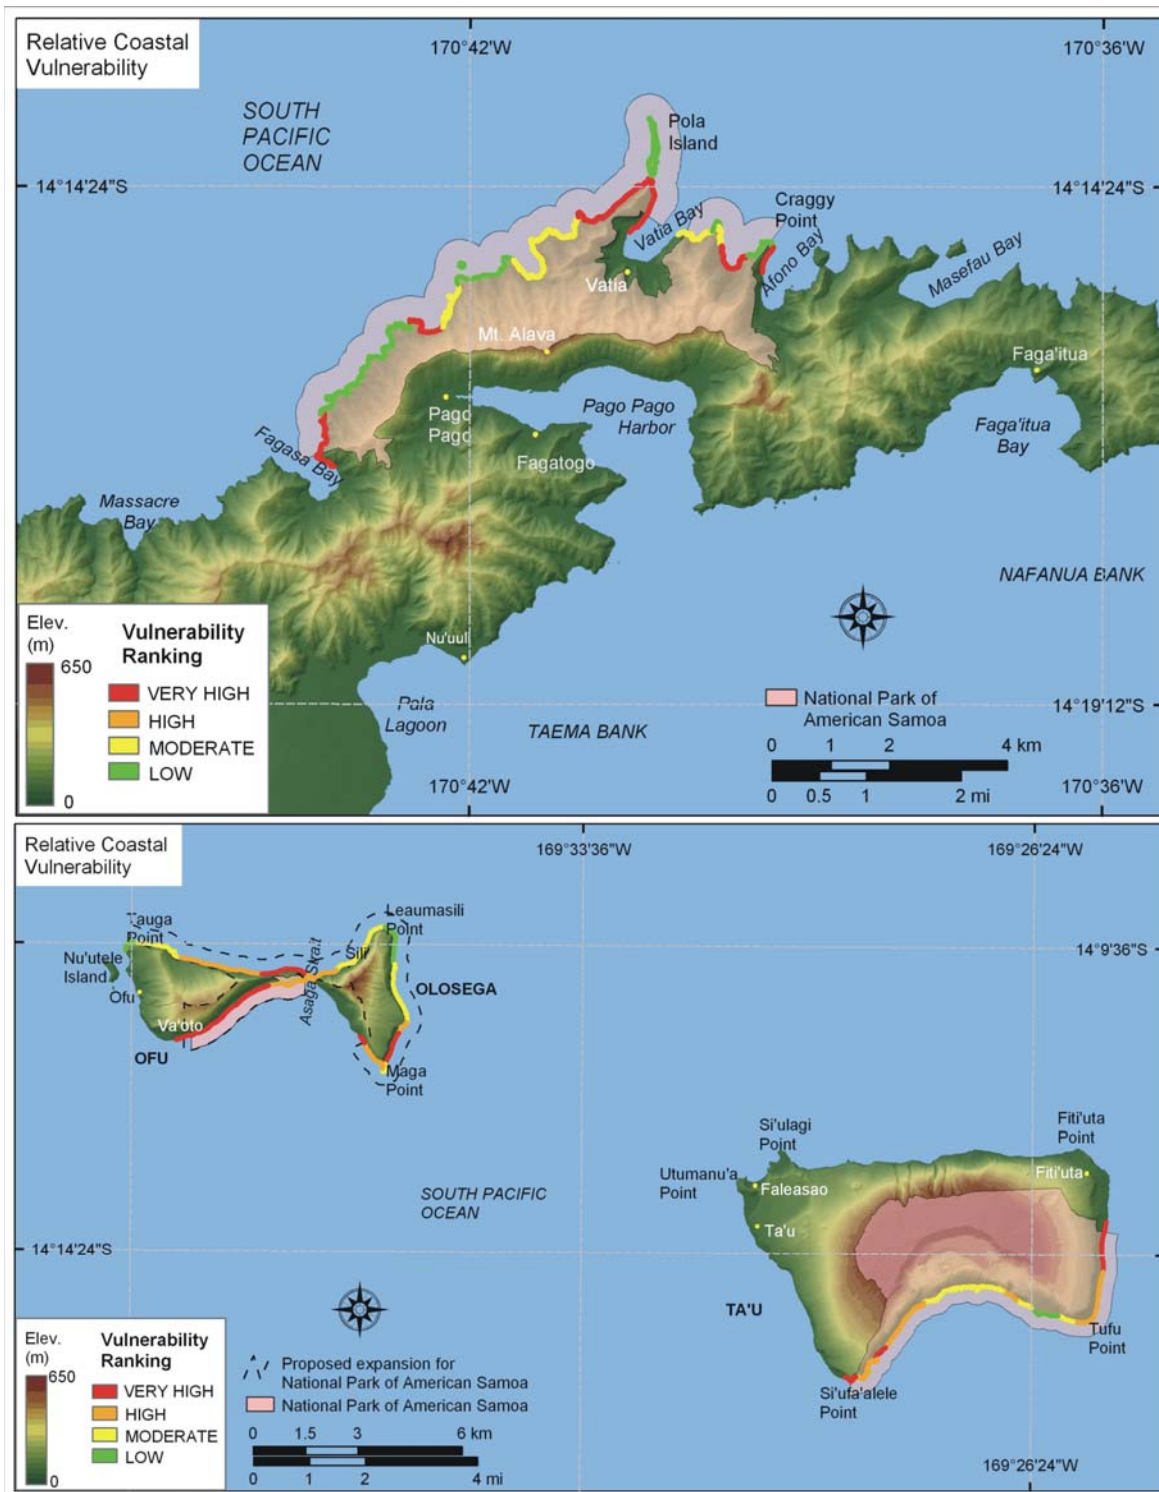 Relative Coastal
Vulnerability
170°42'W
170°36'W
SOUTH
PACIFIC
OCEAN
Pola
Island
14°14'24"S
14°14'24"S
Craggy
Point
Vatia Bay
Afono Bay
Masefau Bay
Vatia
Mt. Alava
Faga'itua
Pago
Pago
Pago Pago
Harbor
Faga'itua
Bay
Fagasa Bay
Fagatogo
Massacre
Bay
NAFANUA BANK
Elev.
(m)
650
0
Vulnerability
Ranking
VERY HIGH
HIGH
MODERATE
LOW
Nu'uul
Pala
Lagoon
TAEMA BANK
National Park of
American Samoa
14°19'12"S
0 1 2 4 km
0 0.5 1 2 mi
170°42'W
170°36'W
Relative Coastal
Vulnerability
169°33'36"W
169°26'24"W
Tauga
Point
Leaumasili
Point
14°9'36"S
Nu'utele
Island
Sili
Asaga Strait
Ofu
OLOSEGA
Va'oto
OFU
Maga
Point
Si'ulagi
Point
Fiti'uta
Point
Utumanu'a
Point
Faleasao
Fiti'uta
SOUTH PACIFIC
OCEAN
Ta'u
14°14'24"S
TA'U
Tufu
Point
Si'ufa'alele
Point
Elev.
(m)
650
0
Vulnerability
Ranking
VERY HIGH
HIGH
MODERATE
LOW
Proposed expansion for
National Park of American Samoa
National Park of American Samoa
0 1.5 3 6 km
0 1 2 4 mi
169°26'24"W